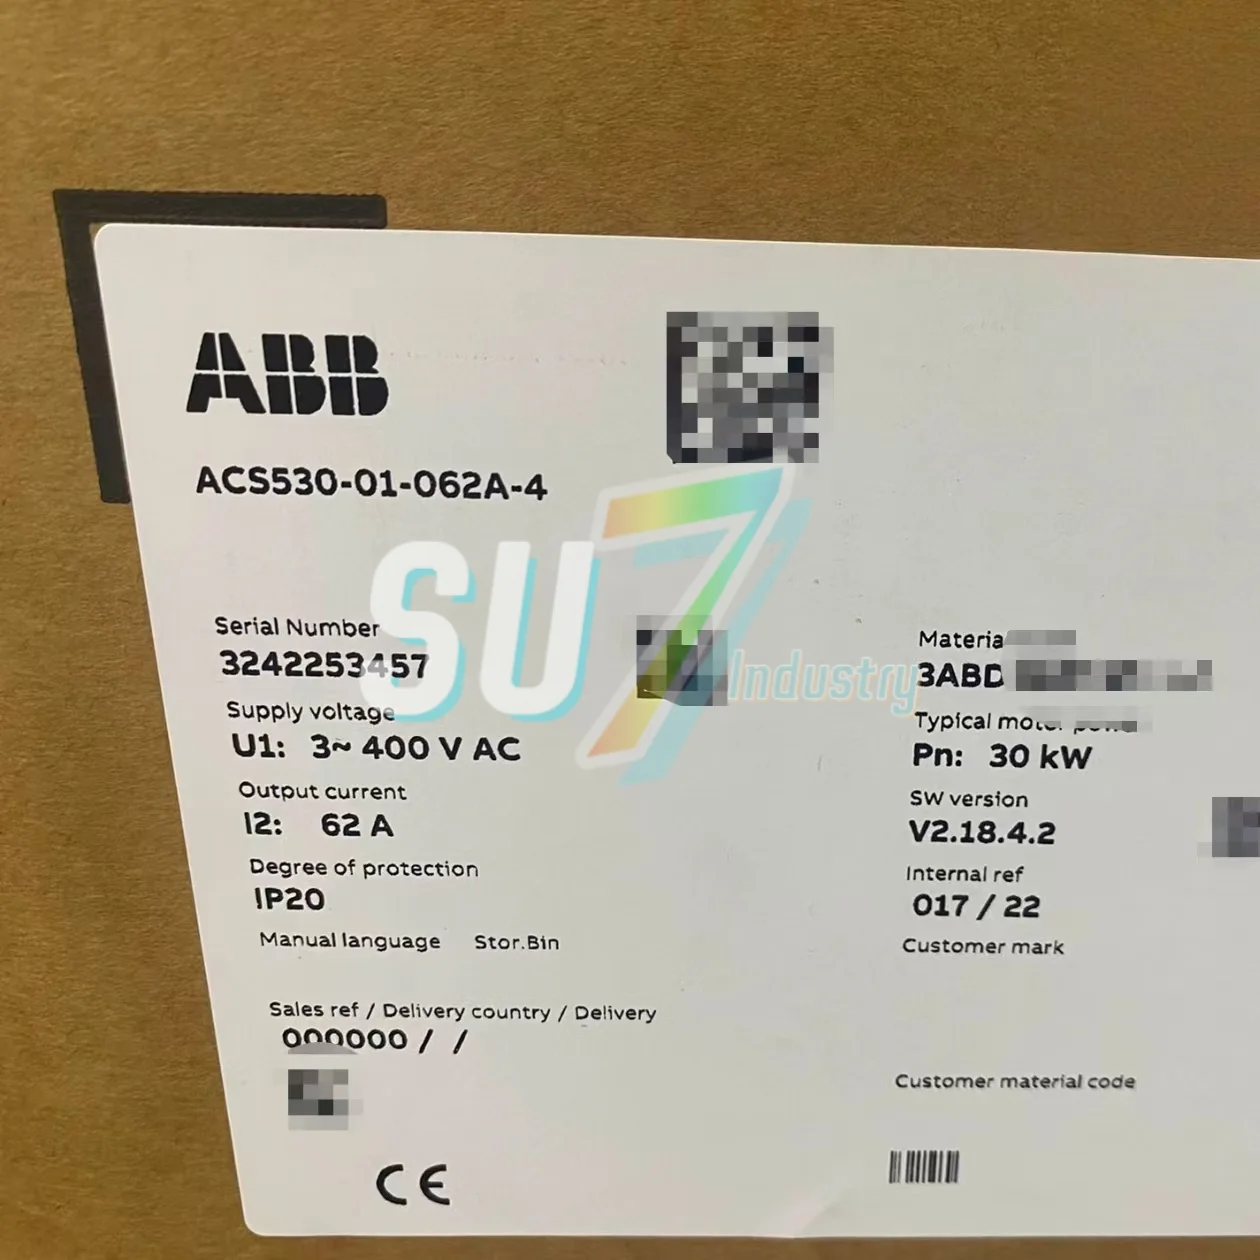 ABB
ACS530-01-062A-4
SU7
Industry
Serial Number
3242253457
Supply voltage
U1: 3~ 400 V AC
Output current
I2: 62 A
Degree of protection
IP20
Manual language Stor.Bin
Sales ref / Delivery country / Delivery
000000 / /
CE
3ABD
Typical
Pn: 30 kW
SW version
V2.18.4.2
Internal ref
017 / 22
Customer mark
Customer material code